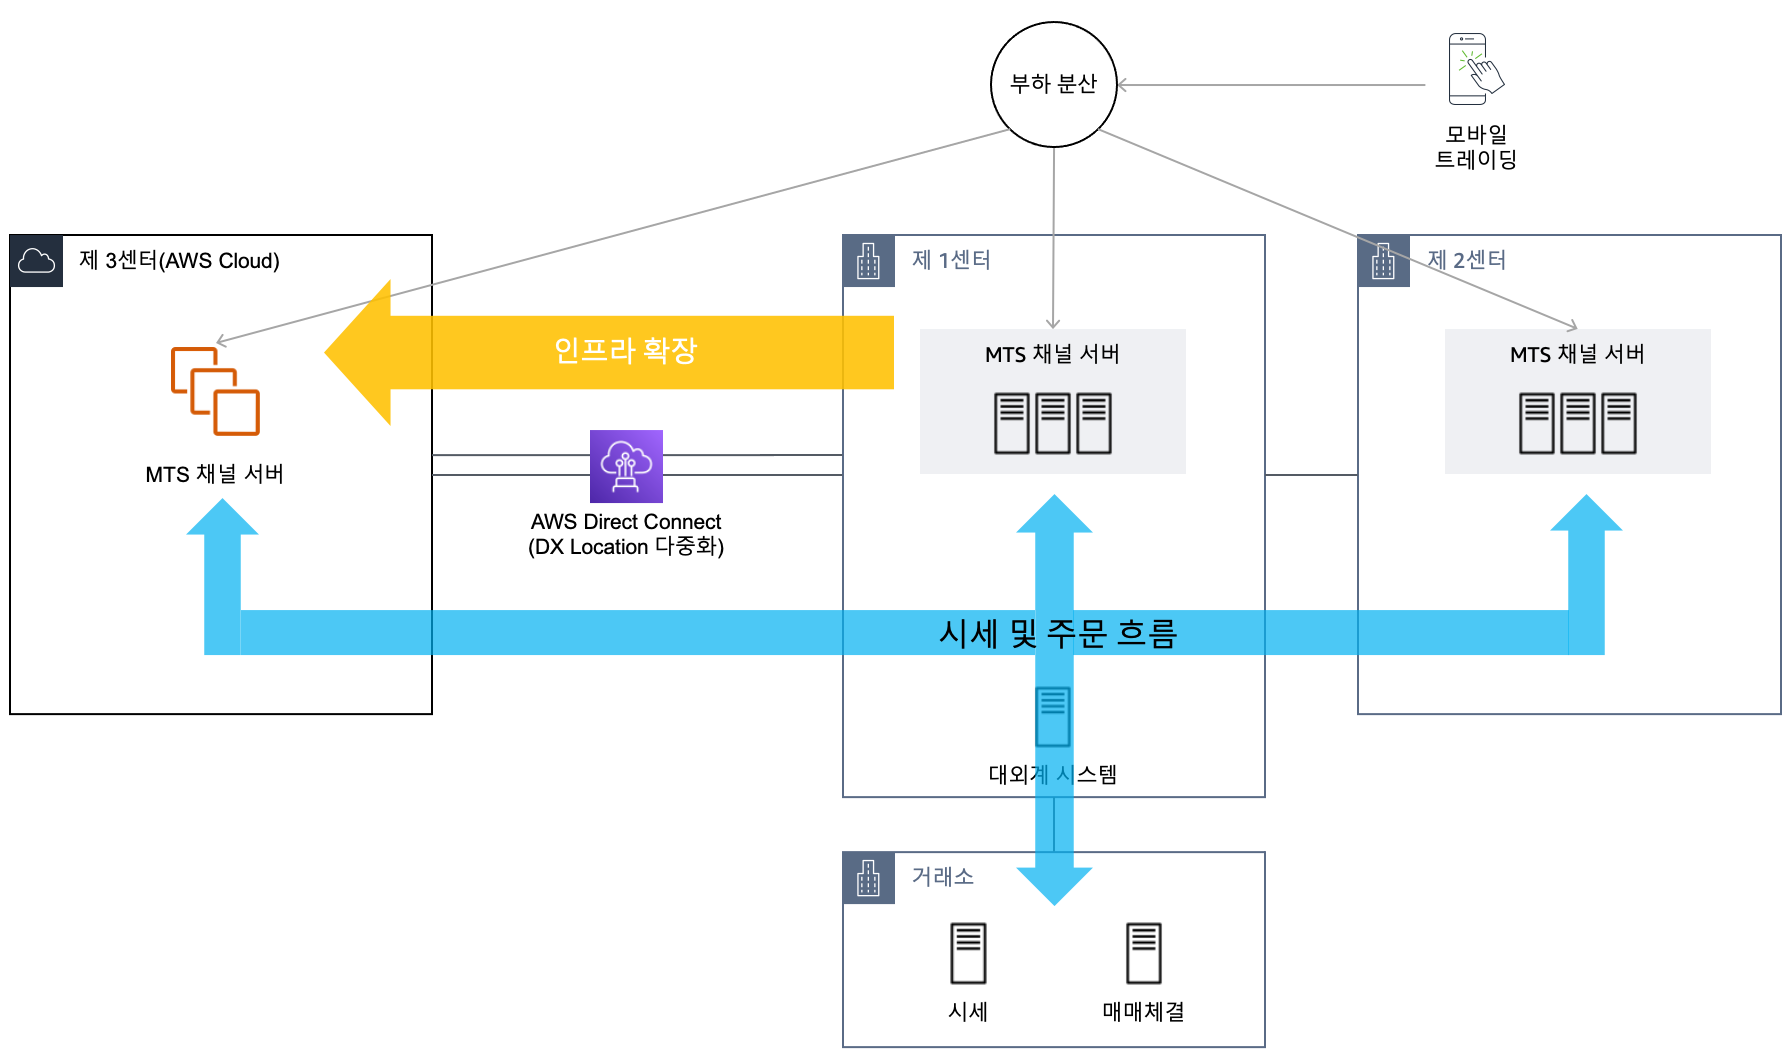 부하 분산
모바일
트레이딩
제 3센터(AWS Cloud)
제 1센터
제 2센터
인프라 확장
MTS 채널 서버
MTS 채널 서버
MTS 채널 서버
AWS Direct Connect
(DX Location 다중화)
시세 및 주문 흐름
대외계 시스템
거래소
시세
매매체결